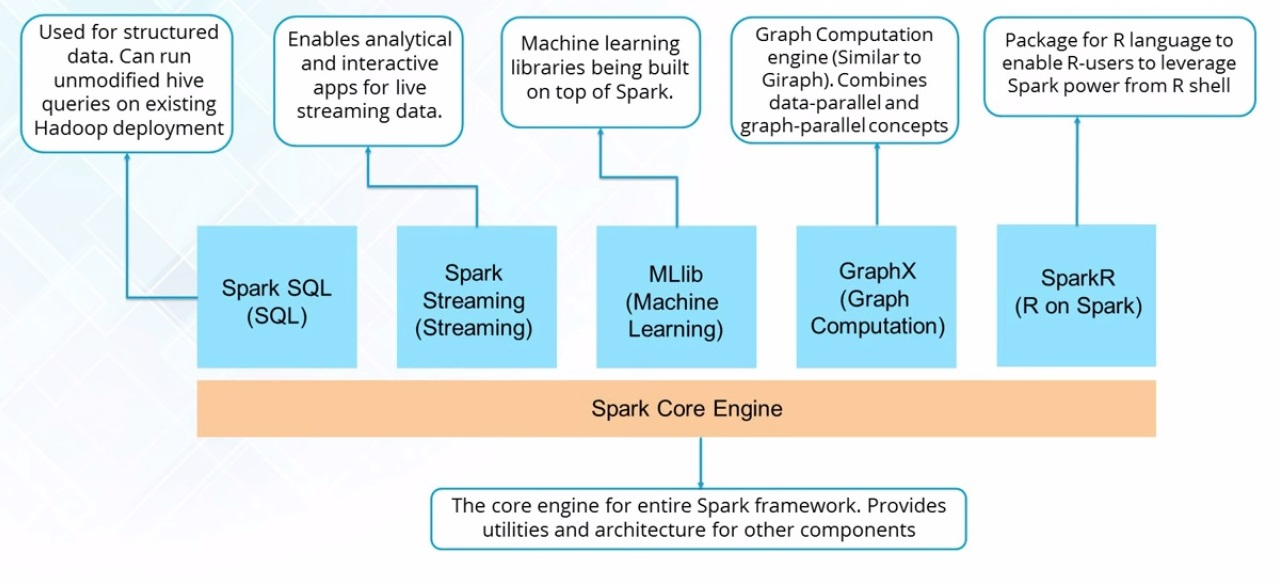 Used for structured
data. Can run
unmodified hive
queries on existing
Hadoop deployment
Enables analytical
and interactive
apps for live
streaming data.
Machine learning
libraries being built
on top of Spark.
Graph Computation
engine (Similar to
Giraph). Combines
data-parallel and
graph-parallel concepts
Package for R language to
enable R-users to leverage
Spark power from R shell
Spark SQL
(SQL)
Spark
Streaming
(Streaming)
MLlib
(Machine
Learning)
GraphX
(Graph
Computation)
SparkR
(R on Spark)
Spark Core Engine
The core engine for entire Spark framework. Provides
utilities and architecture for other components